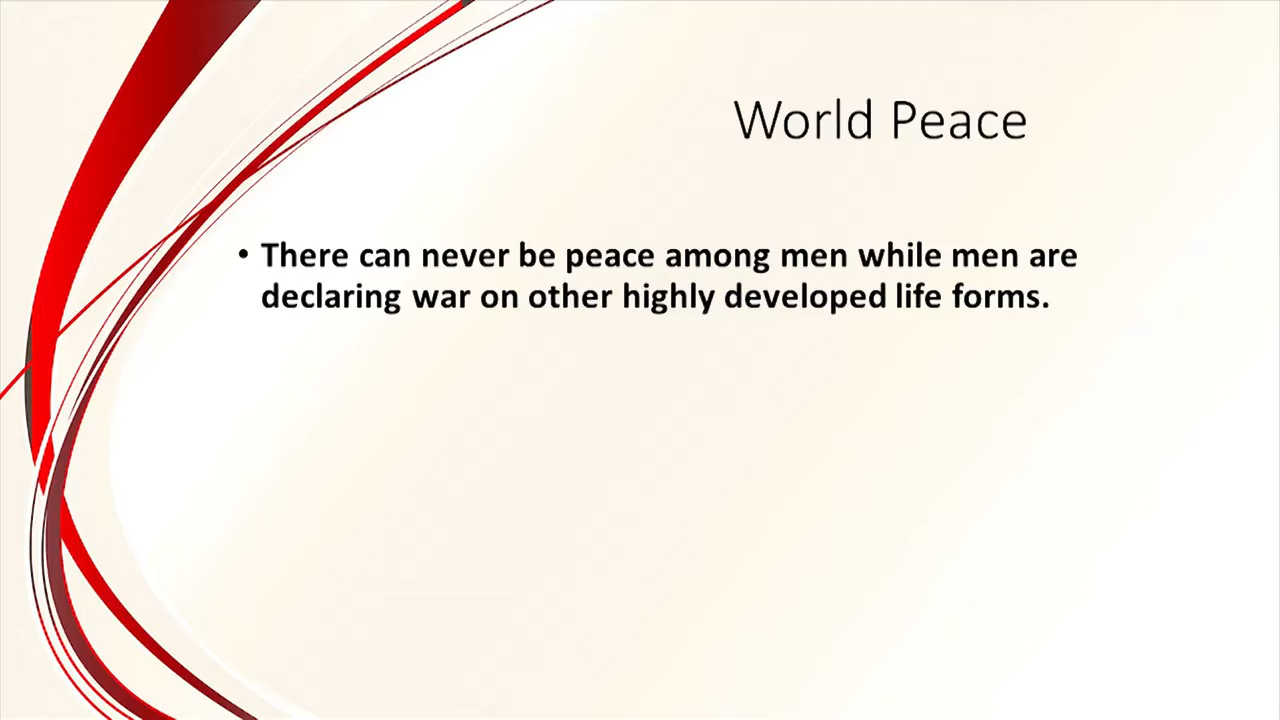 World Peace
• There can never be peace among men while men are
declaring war on other highly developed life forms.